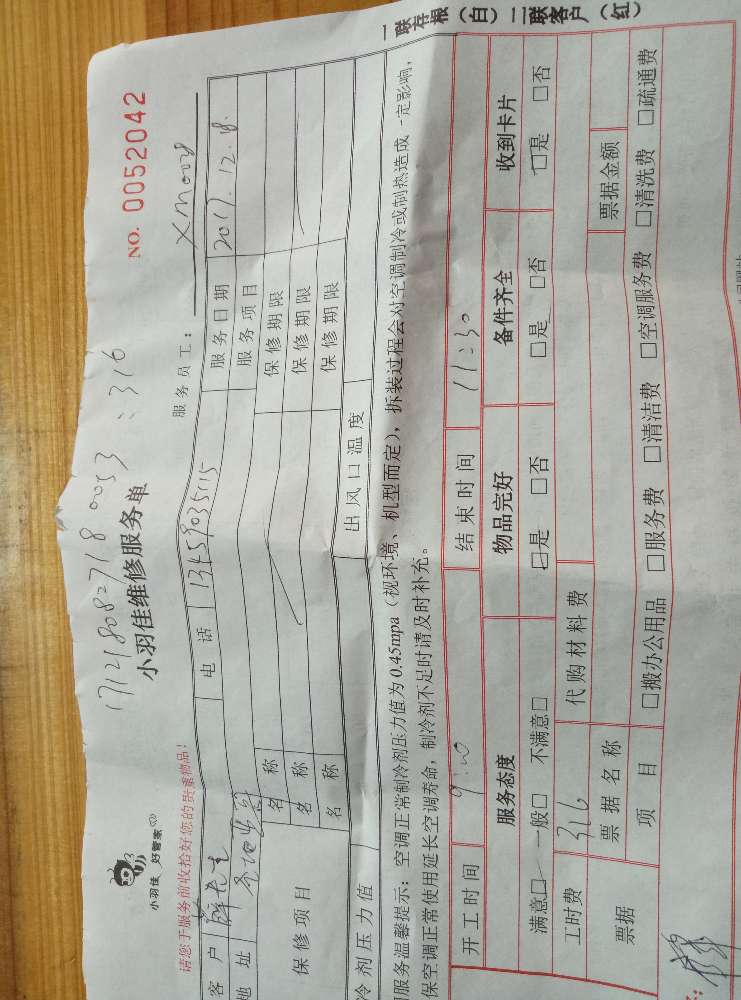 一联存根（白）二联客户（红）
NO. 0052042
1712180827180053 : 316
小羽佳 好管家
小羽佳维修服务单
请您于服务前收拾好您的贵重物品!
服务员工: xm0028
客户 薛先生 电话 13459035115 服务日期 2017.12.18.
地址 服务项目
保修项目 名称 保修期限
名称 保修期限
名称 保修期限
冷剂压力值 出风口温度
服务温馨提示: 空调正常制冷剂压力值为0.45mpa（视环境、机型而定），拆装过程会对空调制冷或制热造成一定影响,
保空调正常使用延长空调寿命，制冷剂不足时请及时补充。
开工时间 9:00 结束时间 11:30
服务态度 物品完好 备件齐全 收到卡片
满意□ 一般□ 不满意□ □是 □否 □是 □否 □是 □否
工时费 316 代购材料费
票据 票据名称 票据金额
项目 □搬办公用品 □服务费 □清洁费 □空调服务费 □清洗费 □疏通费